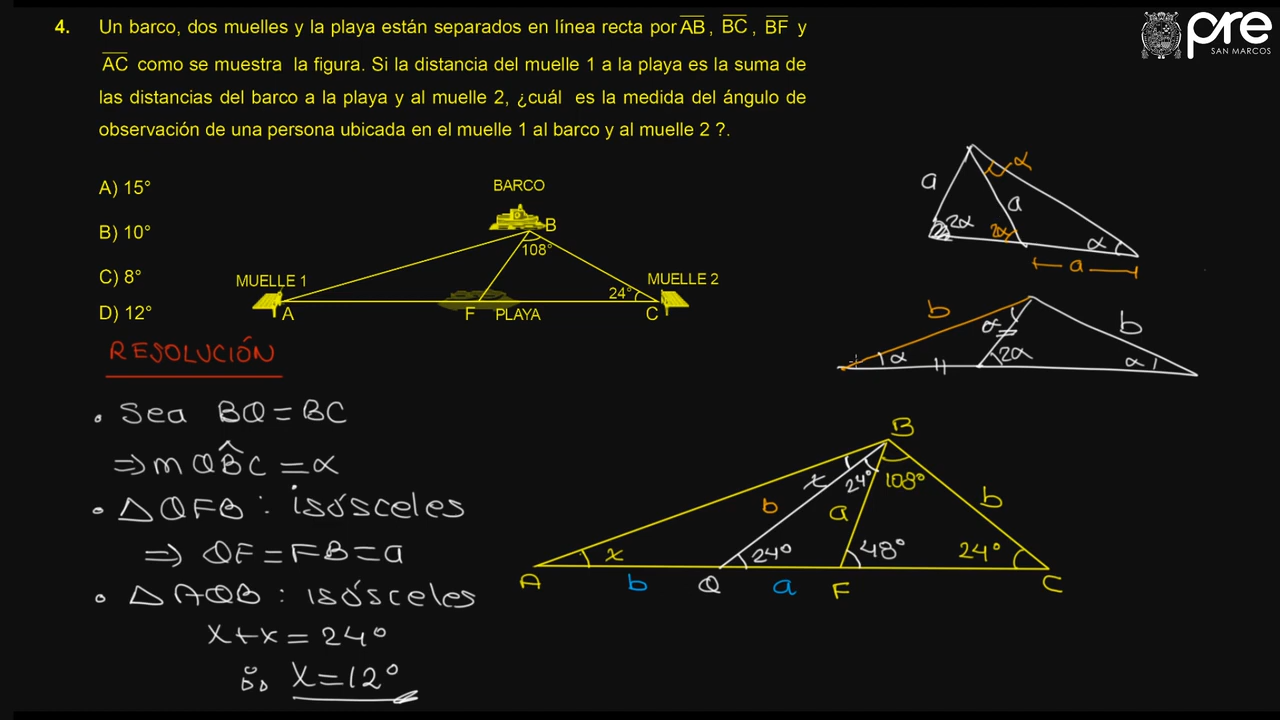 4. Un barco, dos muelles y la playa están separados en línea recta por AB, BC, BF y
AC como se muestra la figura. Si la distancia del muelle 1 a la playa es la suma de
las distancias del barco a la playa y al muelle 2, ¿cuál es la medida del ángulo de
observación de una persona ubicada en el muelle 1 al barco y al muelle 2 ?.
pre
SAN MARCOS
A) 15°
B) 10°
C) 8°
D) 12°
BARCO
B
108°
MUELLE 1
MUELLE 2
24°
A
F
PLAYA
C
a
α
a
2α
2α
α
a
b
α
b
α
2α
α
RESOLUCIÓN
• Sea BQ = BC
⇒ m QB̂C = α
• △ QFB : isósceles
⇒ QF = FB = a
• △ AQB : isósceles
x + x = 24°
∴ x = 12°
B
x
24°
108°
b
a
b
x
24°
48°
24°
A
b
Q
a
F
C